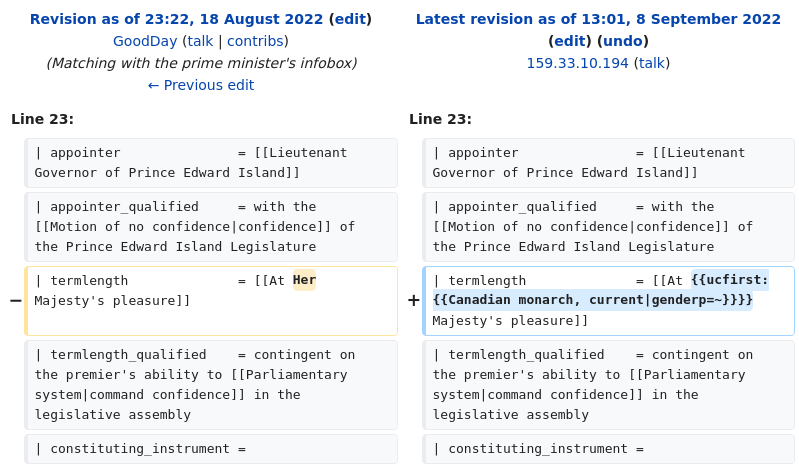 Revision as of 23:22, 18 August 2022 (edit)
GoodDay (talk | contribs)
(Matching with the prime minister's infobox)
← Previous edit
Latest revision as of 13:01, 8 September 2022
(edit) (undo)
159.33.10.194 (talk)
Line 23:
Line 23:
| appointer               = [[Lieutenant
Governor of Prince Edward Island]]
| appointer               = [[Lieutenant
Governor of Prince Edward Island]]
| appointer_qualified     = with the
[[Motion of no confidence|confidence]] of
the Prince Edward Island Legislature
| appointer_qualified     = with the
[[Motion of no confidence|confidence]] of
the Prince Edward Island Legislature
−
| termlength              = [[At Her
Majesty's pleasure]]
+
| termlength              = [[At {{ucfirst:
{{Canadian monarch, current|genderp=~}}}}
Majesty's pleasure]]
| termlength_qualified    = contingent on
the premier's ability to [[Parliamentary
system|command confidence]] in the
legislative assembly
| termlength_qualified    = contingent on
the premier's ability to [[Parliamentary
system|command confidence]] in the
legislative assembly
| constituting_instrument =
| constituting_instrument =